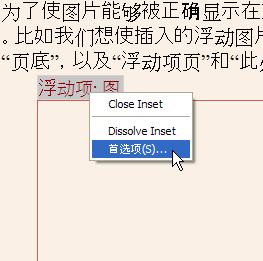 为了使图片能够被正确显示在
。比如我们想使插入的浮动图片
“页底”，以及“浮动项页”和“此
浮动项: 图
Close Inset
Dissolve Inset
首选项(S)...